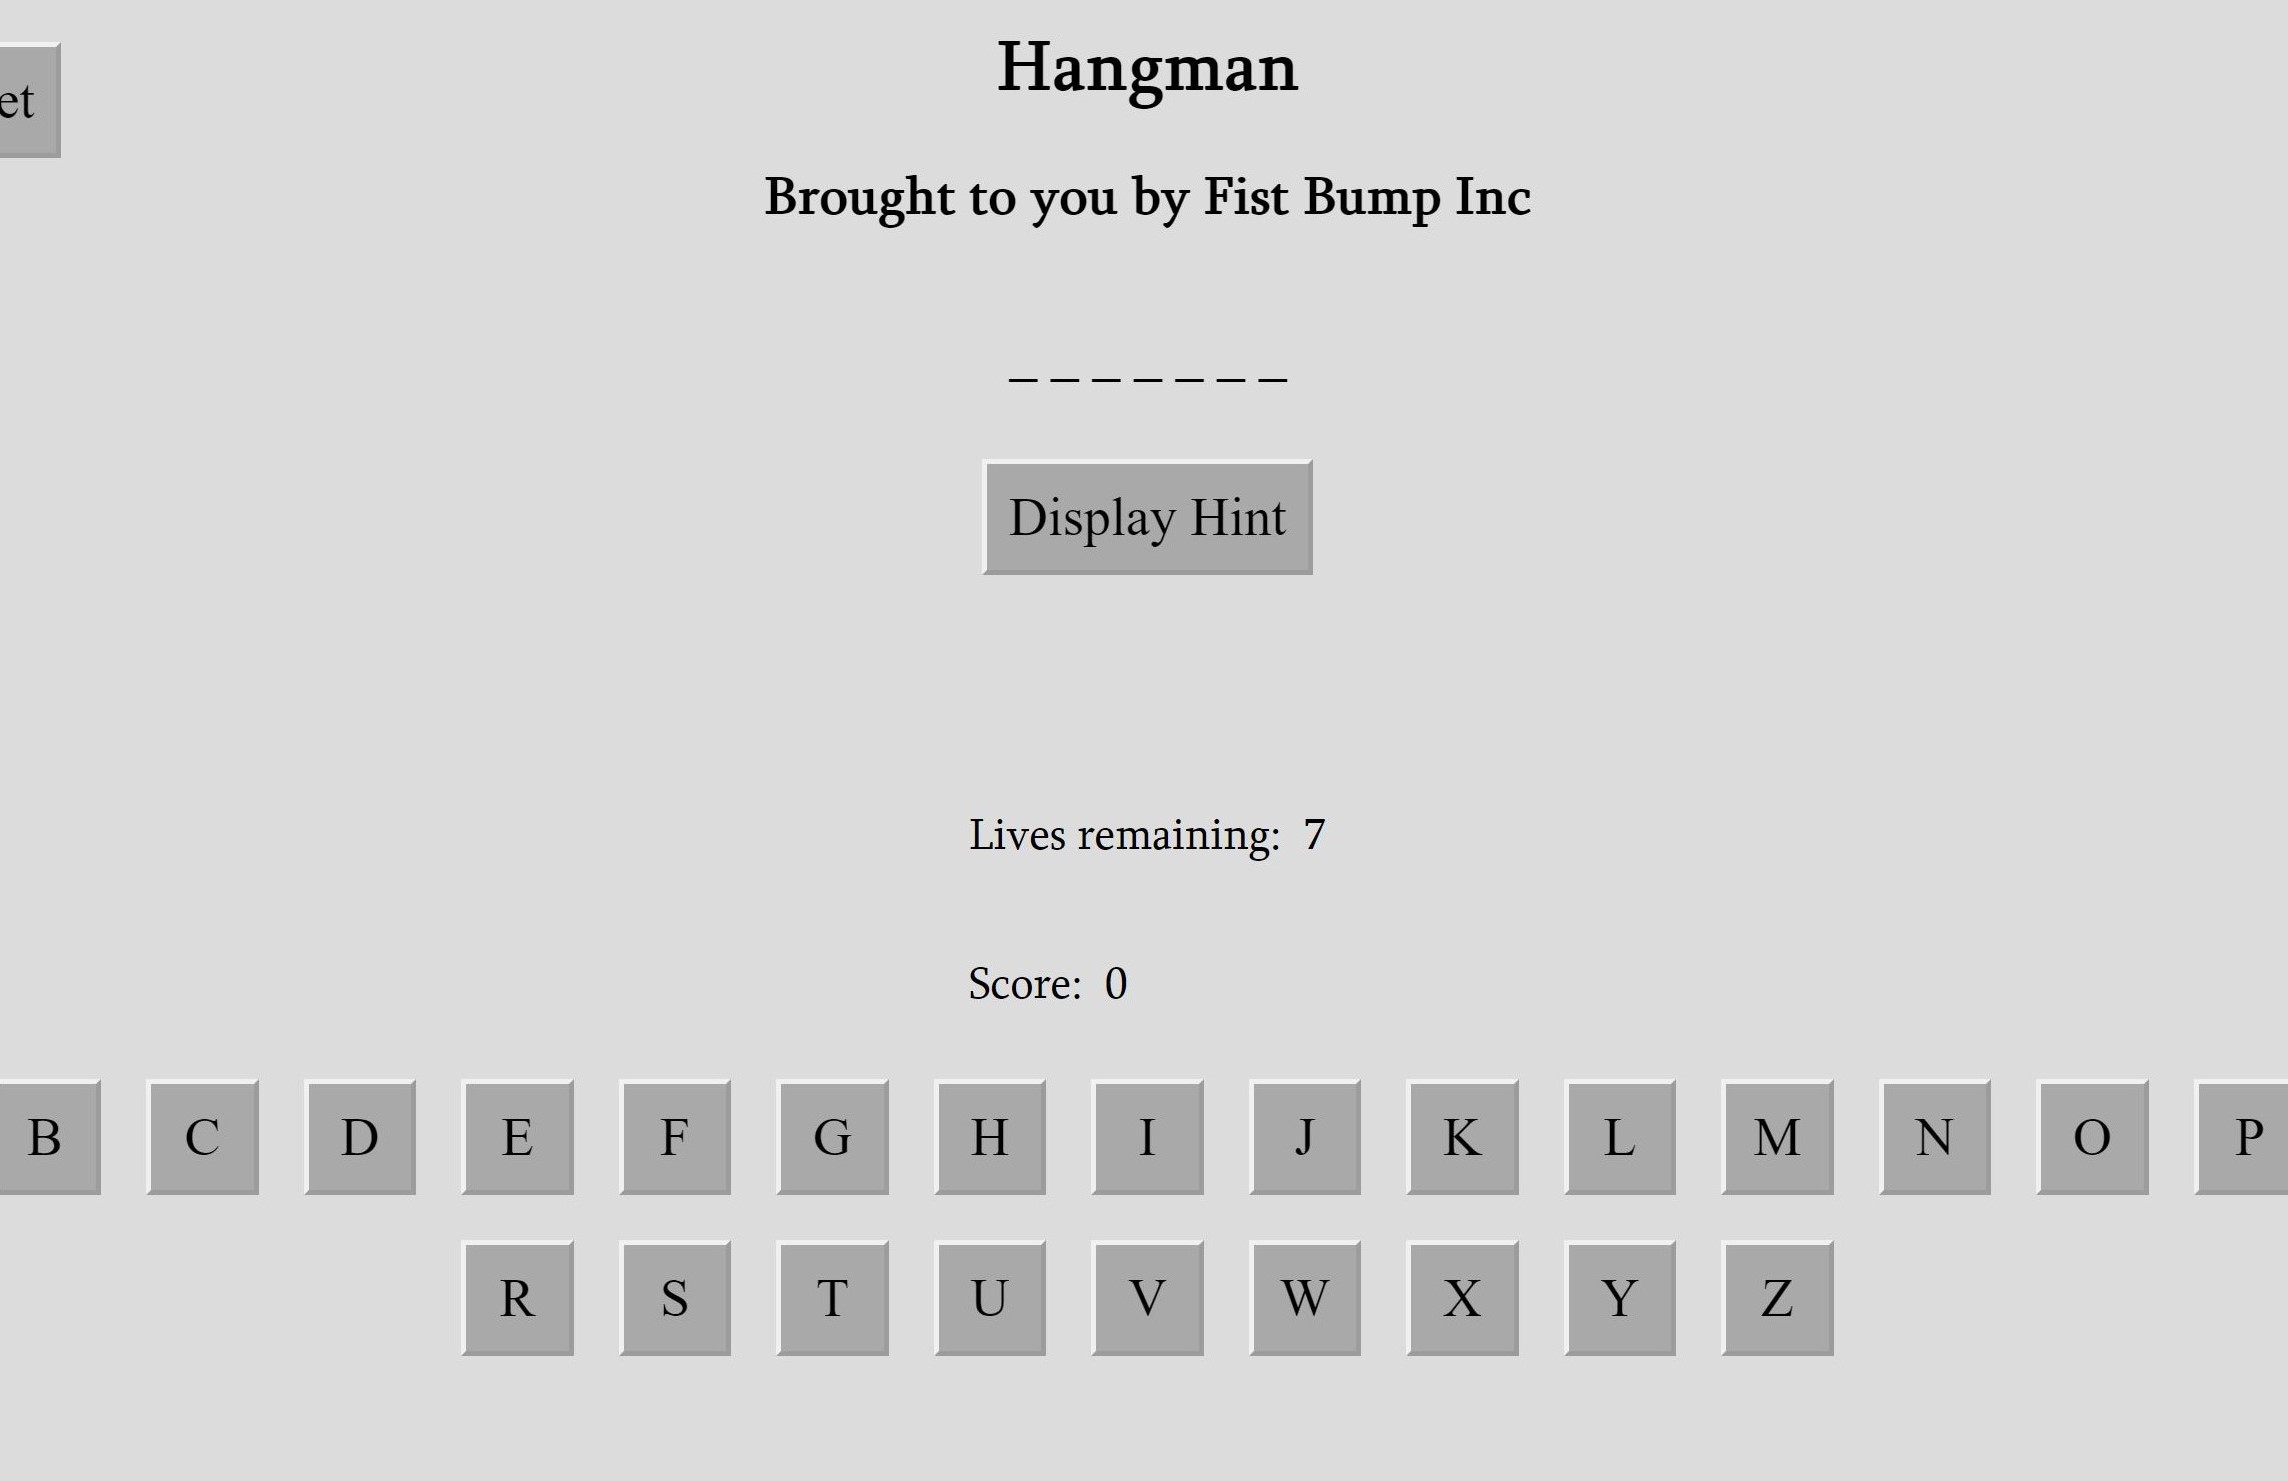 Hangman
et
Brought to you by Fist Bump Inc
_ _ _ _ _ _ _
Display Hint
Lives remaining: 7
Score: 0
B C D E F G H I J K L M N O P
R S T U V W X Y Z